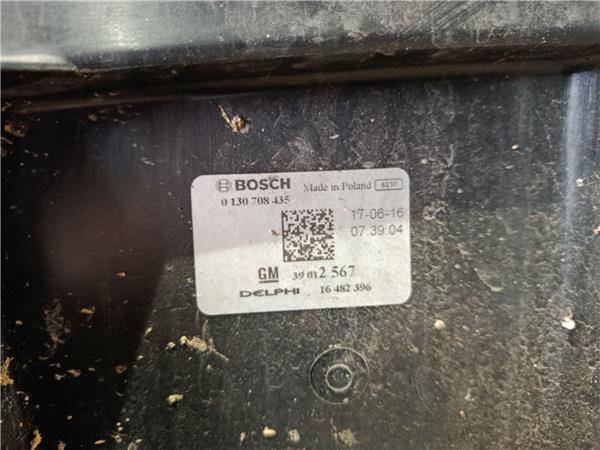 BOSCH Made in Poland 6230
0 130 708 435
17-06-16
07.39.04
GM 39 012 567
DELPHI 16 482 396